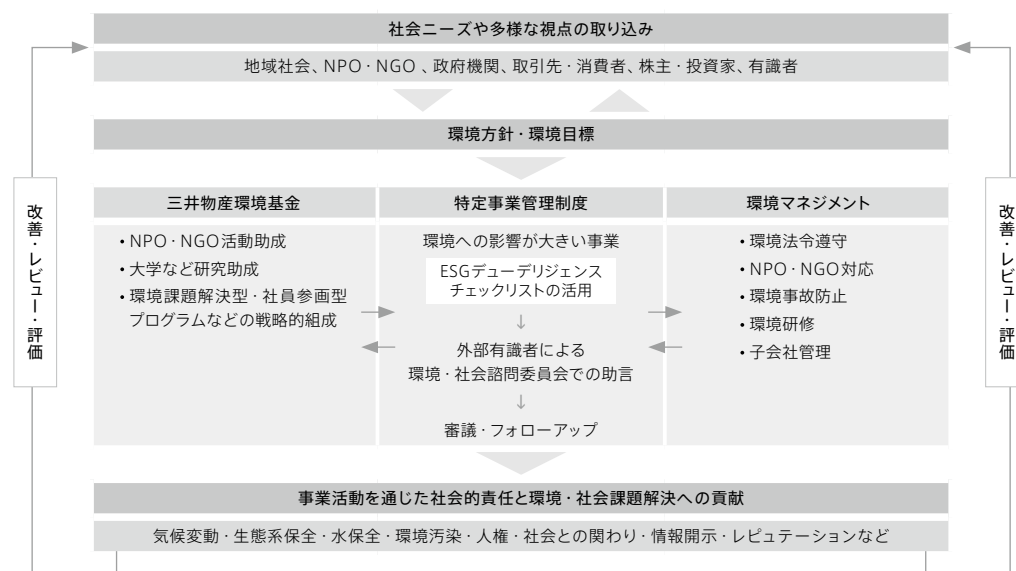 社会ニーズや多様な視点の取り込み
地域社会、NPO・NGO、政府機関、取引先・消費者、株主・投資家、有識者
環境方針・環境目標
改善・レビュー・評価
三井物産環境基金
• NPO・NGO活動助成
• 大学など研究助成
• 環境課題解決型・社員参画型
プログラムなどの戦略的組成
特定事業管理制度
環境への影響が大きい事業
ESGデューデリジェンス
チェックリストの活用
↓
外部有識者による
環境・社会諮問委員会での助言
↓
審議・フォローアップ
環境マネジメント
• 環境法令遵守
• NPO・NGO対応
• 環境事故防止
• 環境研修
• 子会社管理
改善・レビュー・評価
事業活動を通じた社会的責任と環境・社会課題解決への貢献
気候変動・生態系保全・水保全・環境汚染・人権・社会との関わり・情報開示・レピュテーションなど